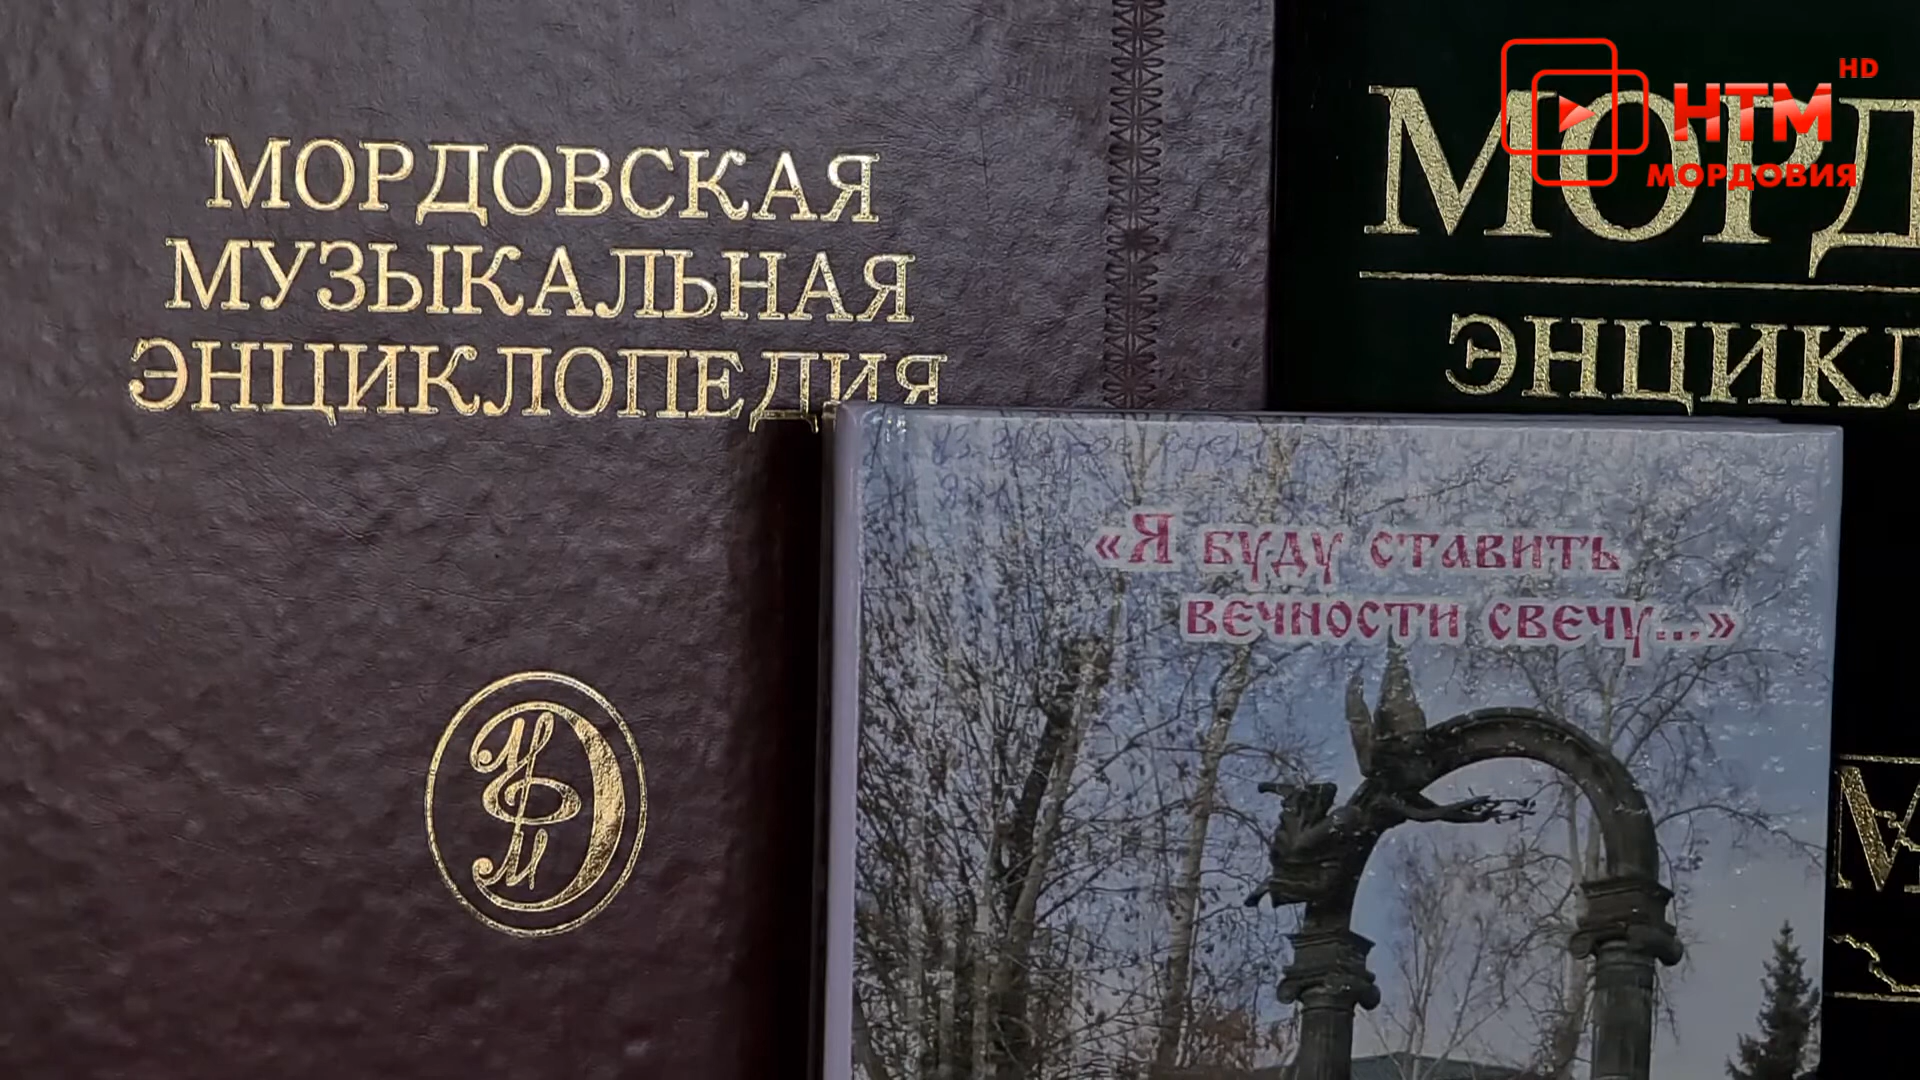 МОРДОВСКАЯ
МУЗЫКАЛЬНАЯ
ЭНЦИКЛОПЕДИЯ
«Я БУДУ СТАВИТЬ
ВЕЧНОСТИ СВЕЧУ...»
МОРД
ЭНЦИКЛ
НТМ HD
МОРДОВИЯ